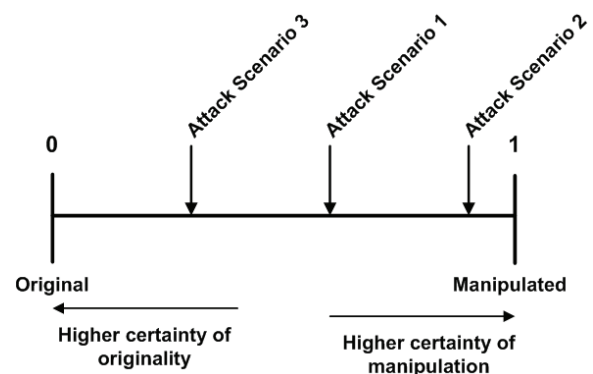 Attack Scenario 3
Attack Scenario 1
Attack Scenario 2
0
1
Original
Manipulated
Higher certainty of
originality
Higher certainty of
manipulation